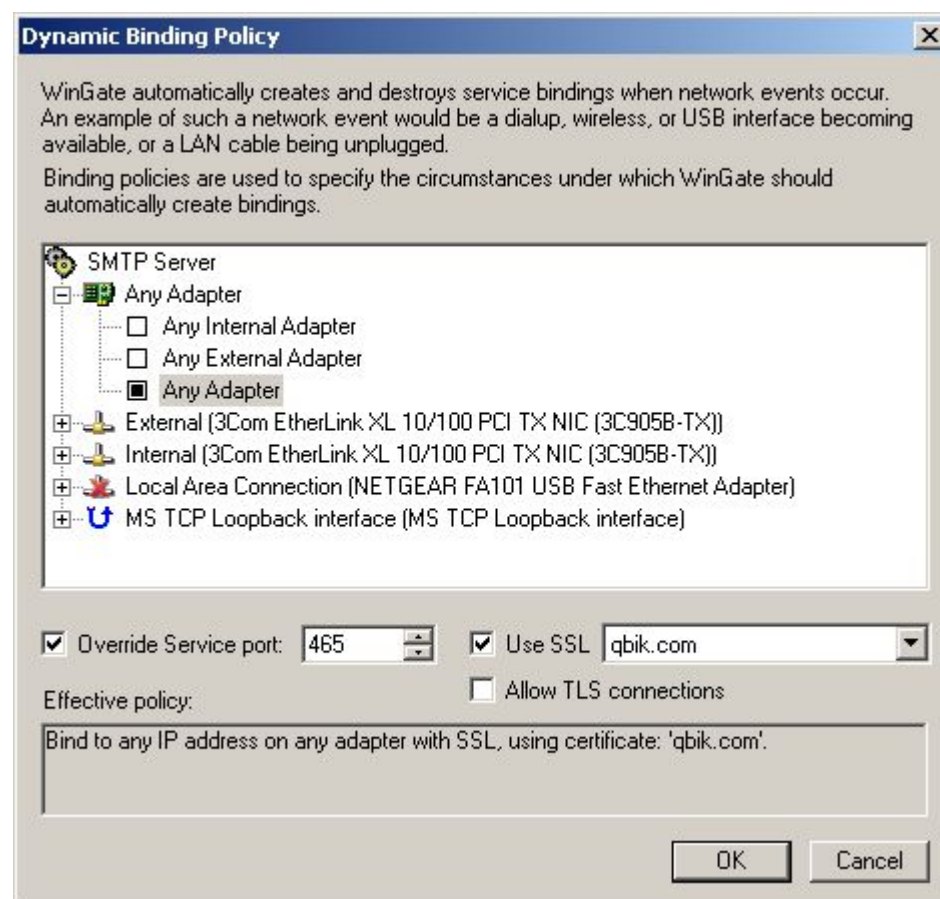 Dynamic Binding Policy
WinGate automatically creates and destroys service bindings when network events occur.
An example of such a network event would be a dialup, wireless, or USB interface becoming
available, or a LAN cable being unplugged.
Binding policies are used to specify the circumstances under which WinGate should
automatically create bindings.
SMTP Server
Any Adapter
Any Internal Adapter
Any External Adapter
Any Adapter
External (3Com EtherLink XL 10/100 PCI TX NIC (3C905B-TX))
Internal (3Com EtherLink XL 10/100 PCI TX NIC (3C905B-TX))
Local Area Connection (NETGEAR FA101 USB Fast Ethernet Adapter)
MS TCP Loopback interface (MS TCP Loopback interface)
Override Service port: 465 Use SSL qbik.com
Allow TLS connections
Effective policy:
Bind to any IP address on any adapter with SSL, using certificate: 'qbik.com'.
OK Cancel